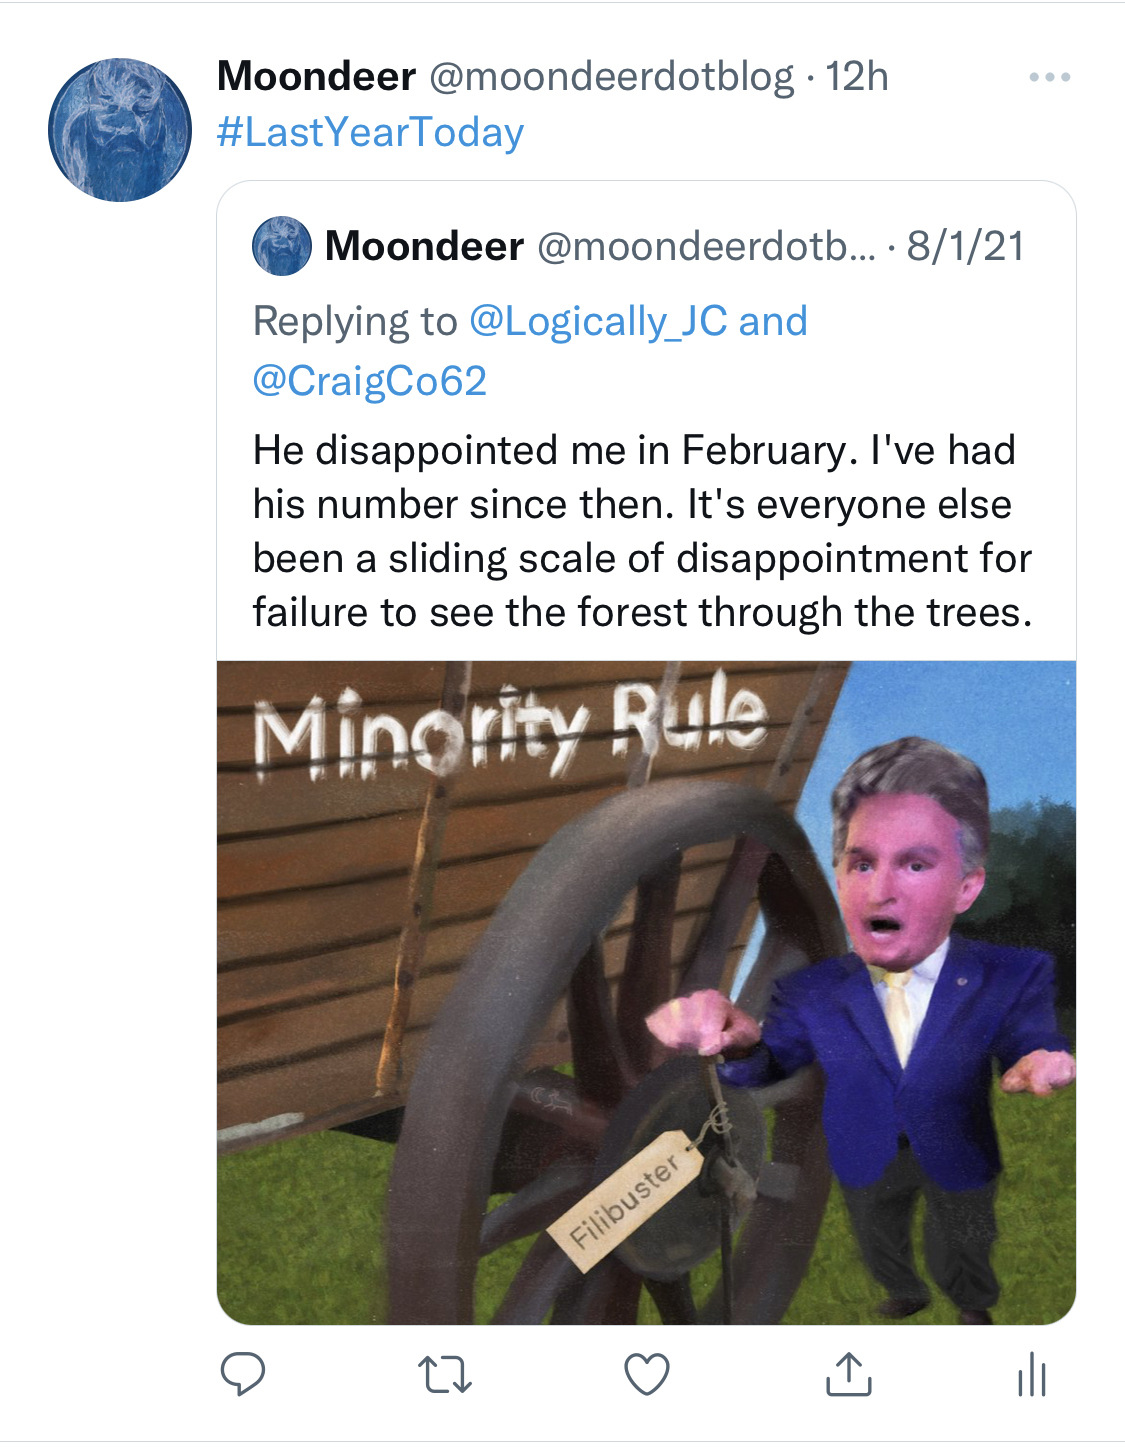 Moondeer @moondeerdotblog · 12h
#LastYearToday
Moondeer @moondeerdotb... · 8/1/21
Replying to @Logically_JC and
@CraigCo62
He disappointed me in February. I've had
his number since then. It's everyone else
been a sliding scale of disappointment for
failure to see the forest through the trees.
Minority Rule
Filibuster